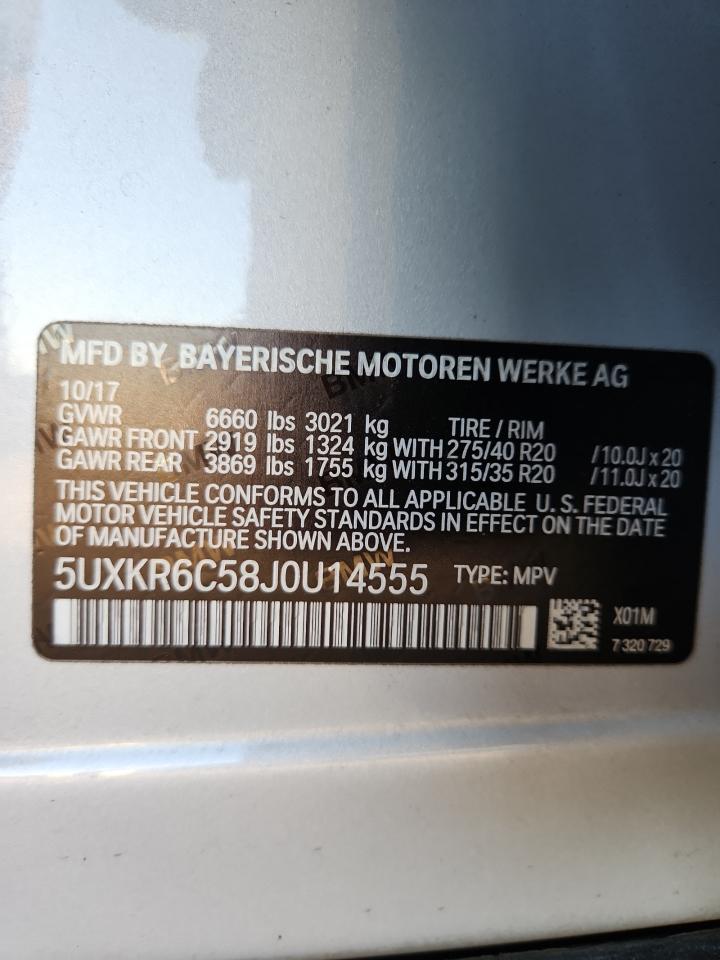 MFD BY BAYERISCHE MOTOREN WERKE AG
10/17
GVWR 6660 lbs 3021 kg TIRE / RIM
GAWR FRONT 2919 lbs 1324 kg WITH 275/40 R20 /10.0J x 20
GAWR REAR 3869 lbs 1755 kg WITH 315/35 R20 /11.0J x 20
THIS VEHICLE CONFORMS TO ALL APPLICABLE U. S. FEDERAL
MOTOR VEHICLE SAFETY STANDARDS IN EFFECT ON THE DATE
OF MANUFACTURE SHOWN ABOVE.
5UXKR6C58J0U14555 TYPE: MPV
X01M
7 320 729